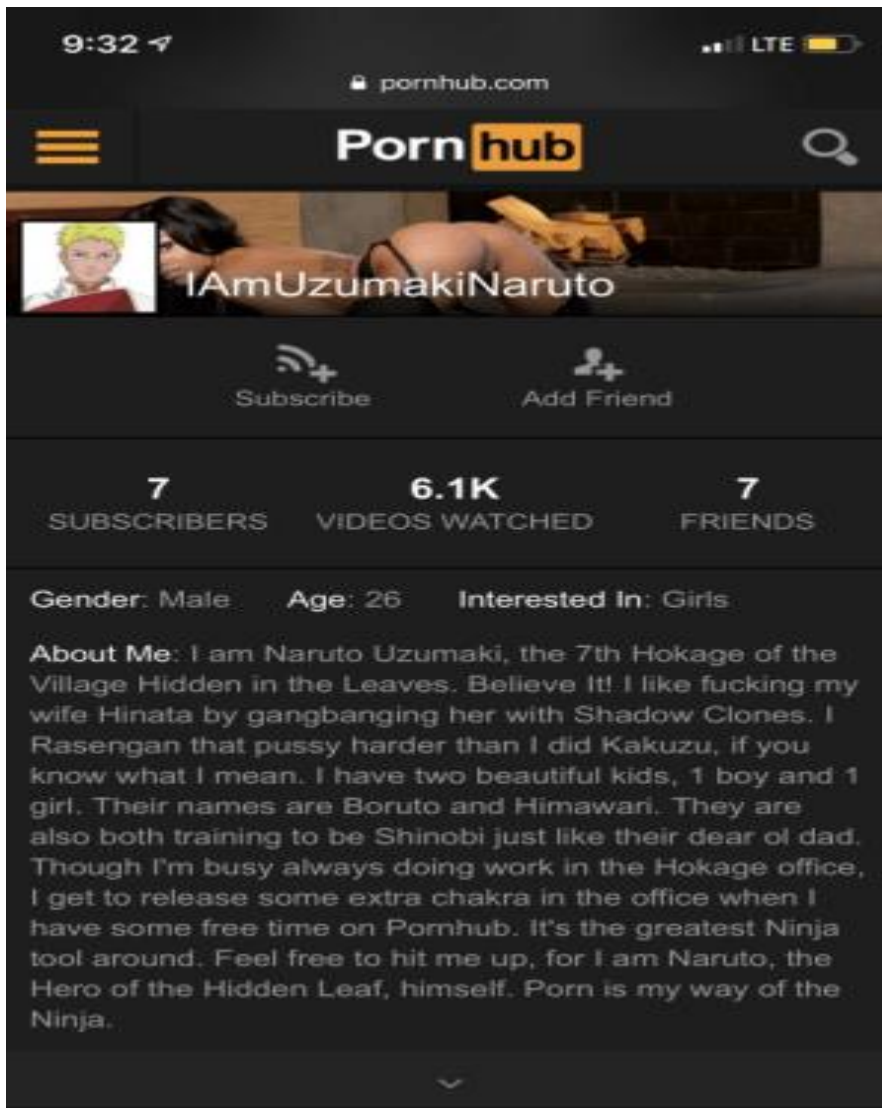 9:32 LTE
pornhub.com
Porn hub
IAmUzumakiNaruto
Subscribe Add Friend
7 6.1K 7
SUBSCRIBERS VIDEOS WATCHED FRIENDS
Gender: Male Age: 26 Interested In: Girls
About Me: I am Naruto Uzumaki, the 7th Hokage of the
Village Hidden in the Leaves. Believe It! I like fucking my
wife Hinata by gangbanging her with Shadow Clones. I
Rasengan that pussy harder than I did Kakuzu, if you
know what I mean. I have two beautiful kids, 1 boy and 1
girl. Their names are Boruto and Himawari. They are
also both training to be Shinobi just like their dear ol dad.
Though I'm busy always doing work in the Hokage office,
I get to release some extra chakra in the office when I
have some free time on Pornhub. It's the greatest Ninja
tool around. Feel free to hit me up, for I am Naruto, the
Hero of the Hidden Leaf, himself. Porn is my way of the
Ninja.